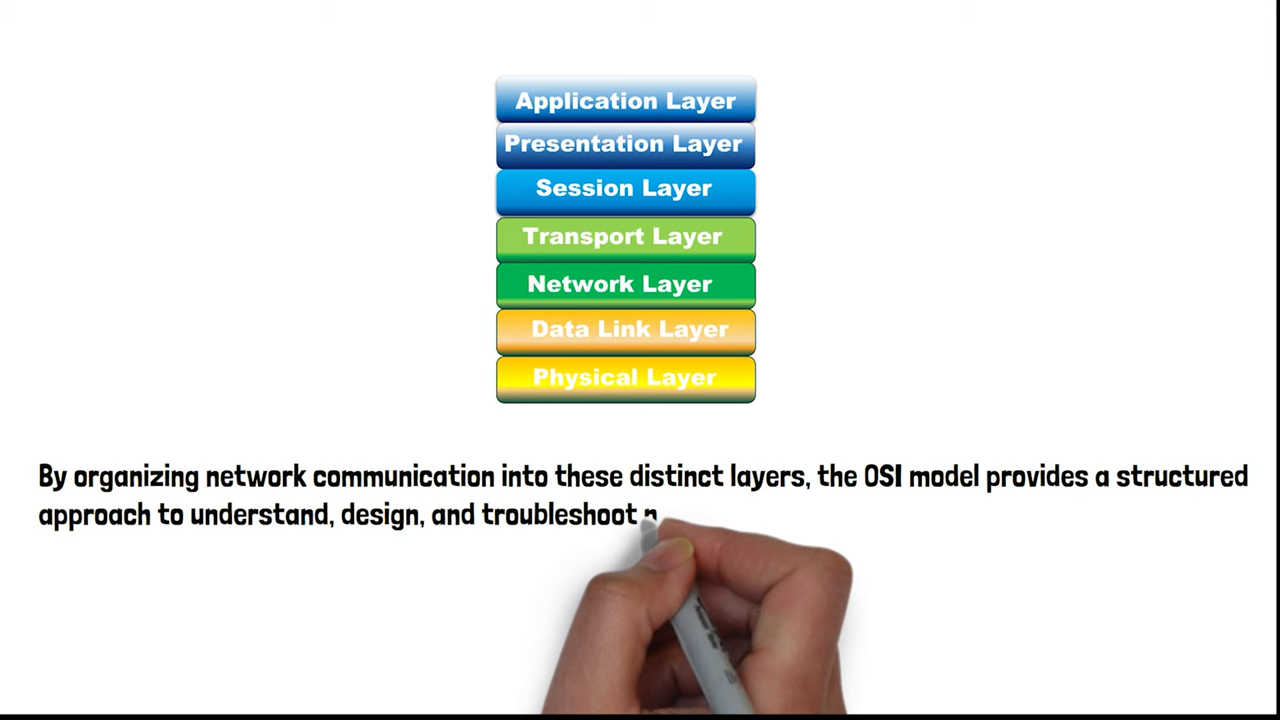 Application Layer
Presentation Layer
Session Layer
Transport Layer
Network Layer
Data Link Layer
Physical Layer
By organizing network communication into these distinct layers, the OSI model provides a structured
approach to understand, design, and troubleshoot